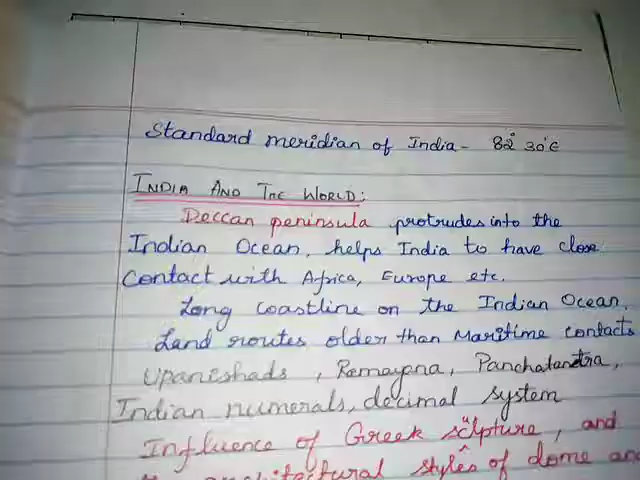 Standard meridian of India - 82° 30'E
INDIA AND THE WORLD:
Deccan peninsula protrudes into the
Indian Ocean, helps India to have close
Contact with Africa, Europe etc.
Long coastline on the Indian Ocean.
Land routes older than Maritime contacts
Upanishads, Ramayana, Panchatantra,
Indian numerals, decimal system
Influence of Greek sculpture, and
architectural styles of dome and